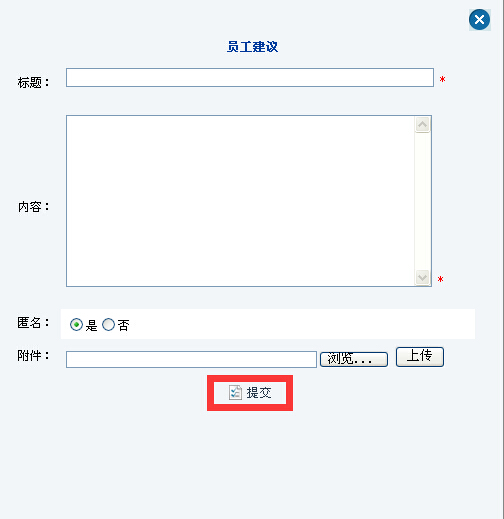 员工建议
标题： *
内容： *
匿名： 是 否
附件： 浏览... 上传
提交